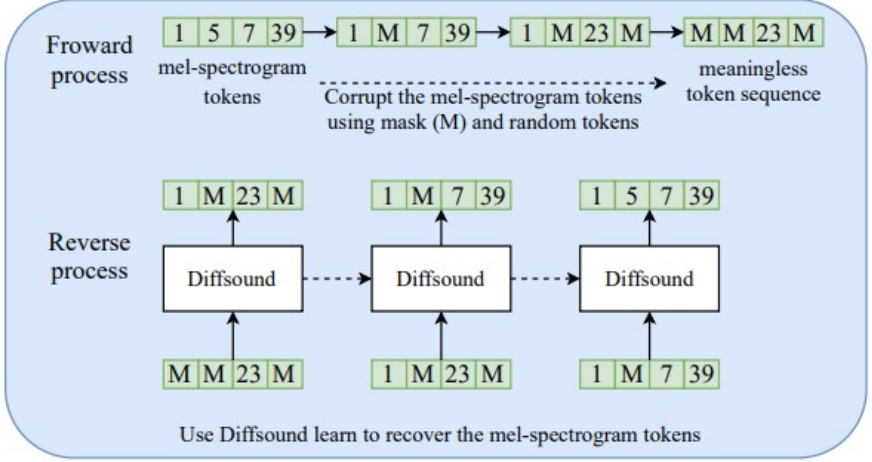 Froward process
1 5 7 39
1 M 7 39
1 M 23 M
M M 23 M
mel-spectrogram
tokens
Corrupt the mel-spectrogram tokens
using mask (M) and random tokens
meaningless
token sequence
Reverse
process
1 M 23 M
1 M 7 39
1 5 7 39
Diffsound
Diffsound
Diffsound
M M 23 M
1 M 23 M
1 M 7 39
Use Diffsound learn to recover the mel-spectrogram tokens